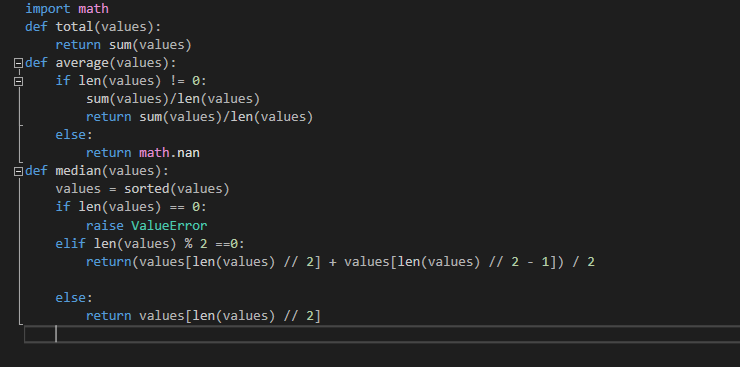 import math
def total(values):
    return sum(values)
def average(values):
    if len(values) != 0:
        sum(values)/len(values)
        return sum(values)/len(values)
    else:
        return math.nan
def median(values):
    values = sorted(values)
    if len(values) == 0:
        raise ValueError
    elif len(values) % 2 ==0:
        return(values[len(values) // 2] + values[len(values) // 2 - 1]) / 2
    else:
        return values[len(values) // 2]